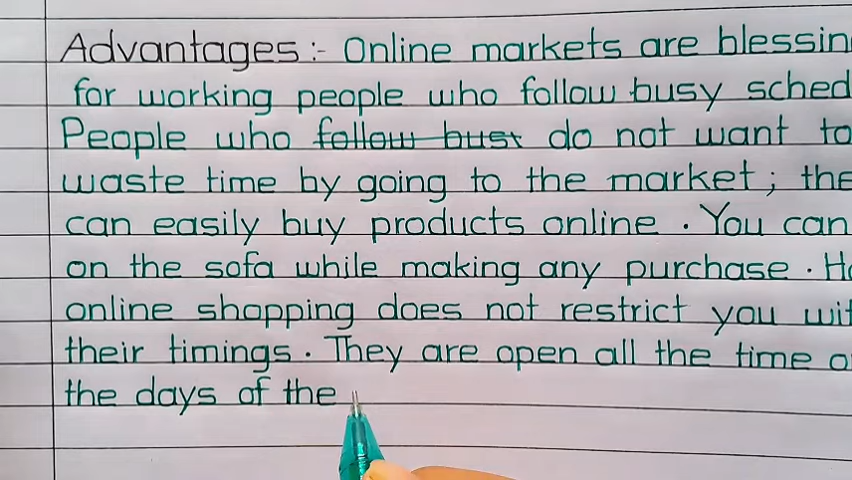 Advantages :- Online markets are blessin
for working people who follow busy sched
People who follow bust do not want to
waste time by going to the market; the
can easily buy products online. You can
on the sofa while making any purchase. Ho
online shopping does not restrict you wit
their timings. They are open all the time o
the days of the